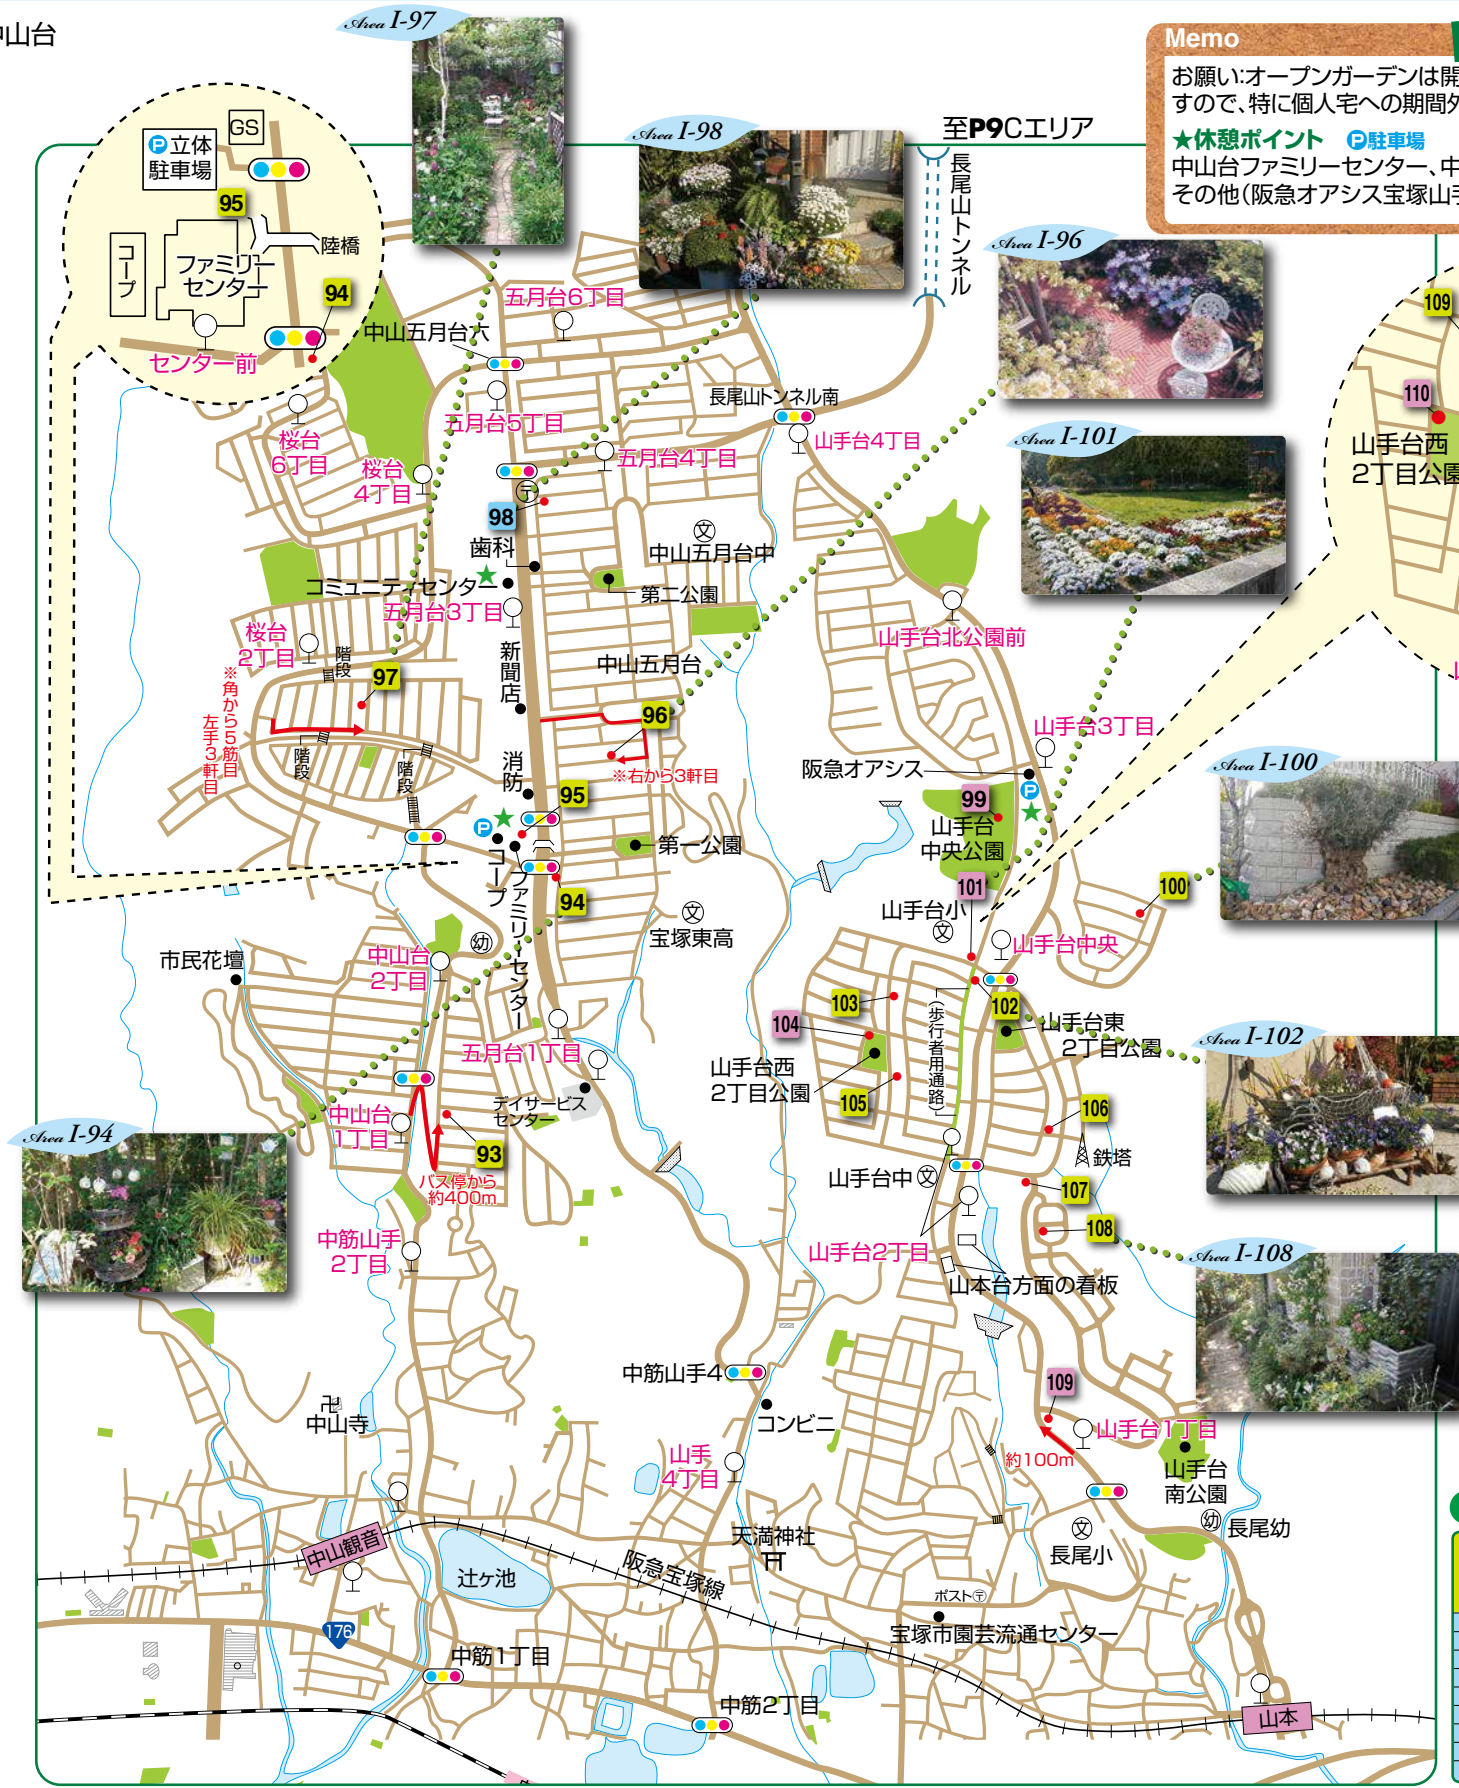 中山台
Area I-97
Area I-98
至P9Cエリア
Memo
お願い:オープンガーデンは開
すので、特に個人宅への期間外
★休憩ポイント Ⓟ駐車場
中山台ファミリーセンター、中
その他(阪急オアシス宝塚山手
長尾山トンネル
Area I-96
Area I-101
GS
Ⓟ立体
駐車場
95
コープ
ファミリー
センター
陸橋
94
センター前
109
110
山手台西
2丁目公園
五月台6丁目
中山五月台六
五月台5丁目
長尾山トンネル南
山手台4丁目
五月台4丁目
桜台
6丁目
桜台
4丁目
〒
98
歯科
文
中山五月台中
コミュニティセンター
第二公園
五月台3丁目
山手台北公園前
桜台
2丁目
階段
新聞店
中山五月台
97
※角から5筋目
左手3軒目
階段
階段
96
※右から3軒目
山手台3丁目
阪急オアシス
P
消防
95
99
山手台
中央公園
Area I-100
P
コープ
第一公園
ファミリーセンター
94
101
100
山手台小
文
文
宝塚東高
山手台中央
市民花壇
中山台
2丁目
幼
103
102
104
(歩行者用通路)
山手台東
2丁目公園
Area I-102
五月台1丁目
山手台西
2丁目公園
105
デイサービス
センター
中山台
1丁目
106
鉄塔
Area I-94
93
バス停から
約400m
山手台中 文
107
108
中筋山手
2丁目
山手台2丁目
Area I-108
山本台方面の看板
中筋山手4
109
コンビニ
卍
中山寺
山手台1丁目
約100m
山手
4丁目
山手台
南公園
天満神社
文
長尾小
幼 長尾幼
中山観音
辻ヶ池
阪急宝塚線
ポスト〒
宝塚市園芸流通センター
176
中筋1丁目
中筋2丁目
山本